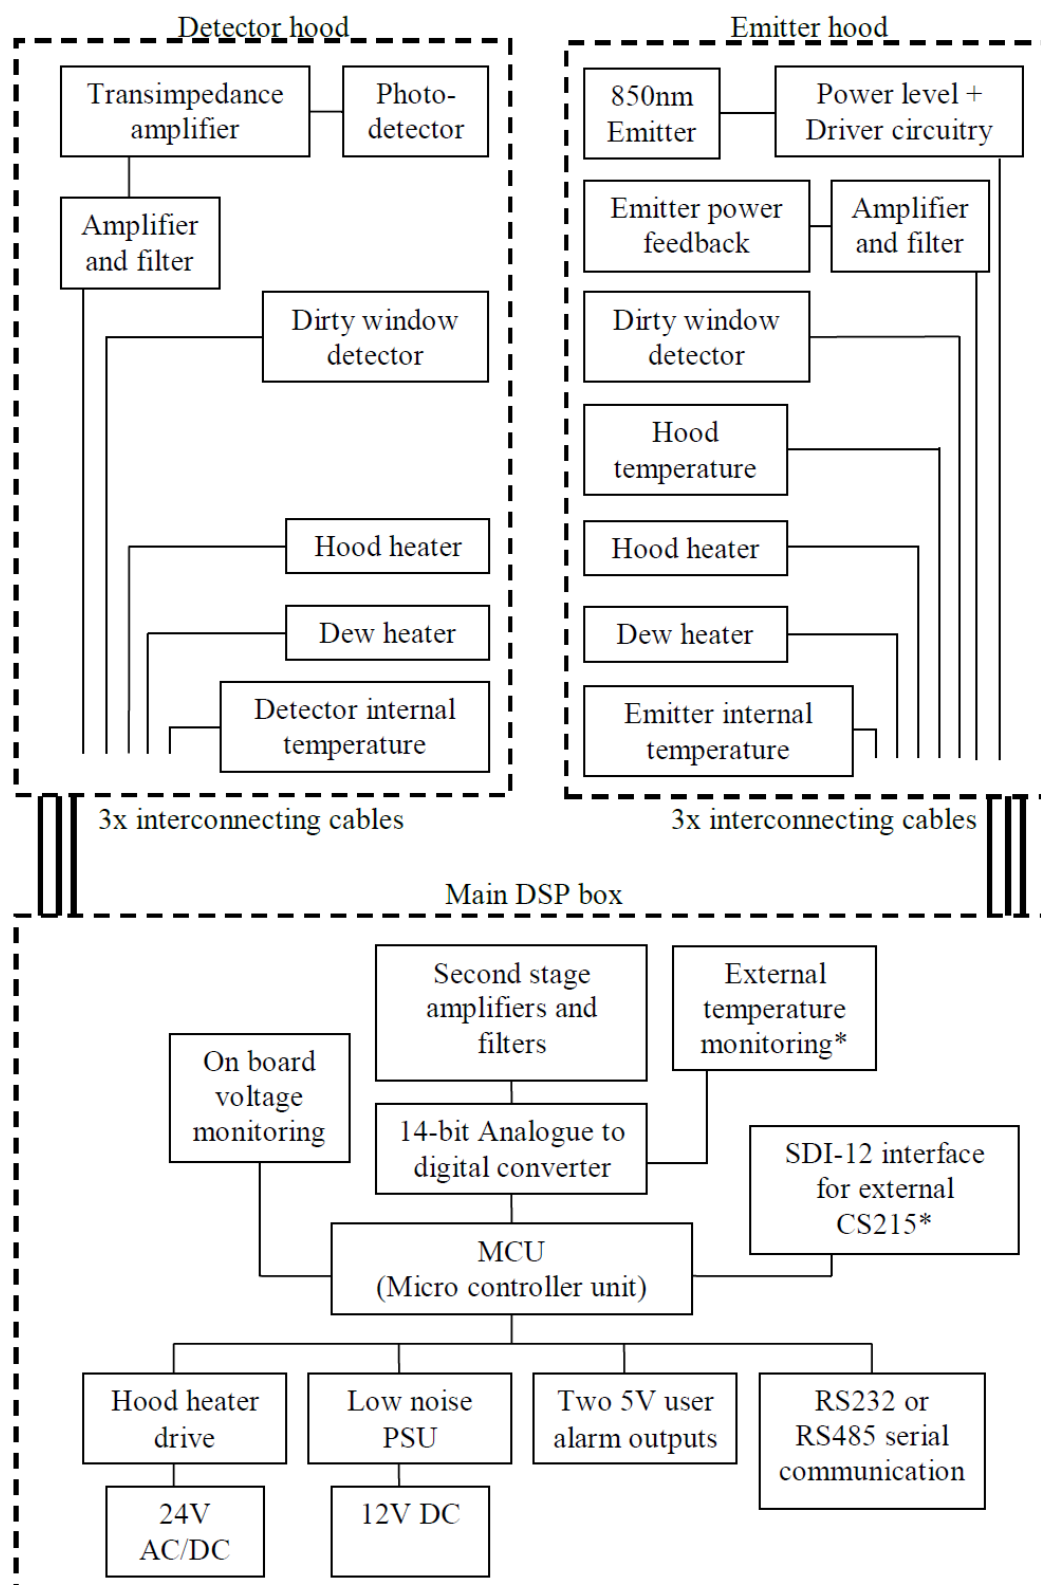 Detector hood
Transimpedance
amplifier
Photo-
detector
Amplifier
and filter
Dirty window
detector
Hood heater
Dew heater
Detector internal
temperature
3x interconnecting cables
Emitter hood
850nm
Emitter
Power level +
Driver circuitry
Emitter power
feedback
Amplifier
and filter
Dirty window
detector
Hood
temperature
Hood heater
Dew heater
Emitter internal
temperature
3x interconnecting cables
Main DSP box
Second stage
amplifiers and
filters
External
temperature
monitoring*
On board
voltage
monitoring
14-bit Analogue to
digital converter
SDI-12 interface
for external
CS215*
MCU
(Micro controller unit)
Hood heater
drive
Low noise
PSU
Two 5V user
alarm outputs
RS232 or
RS485 serial
communication
24V
AC/DC
12V DC